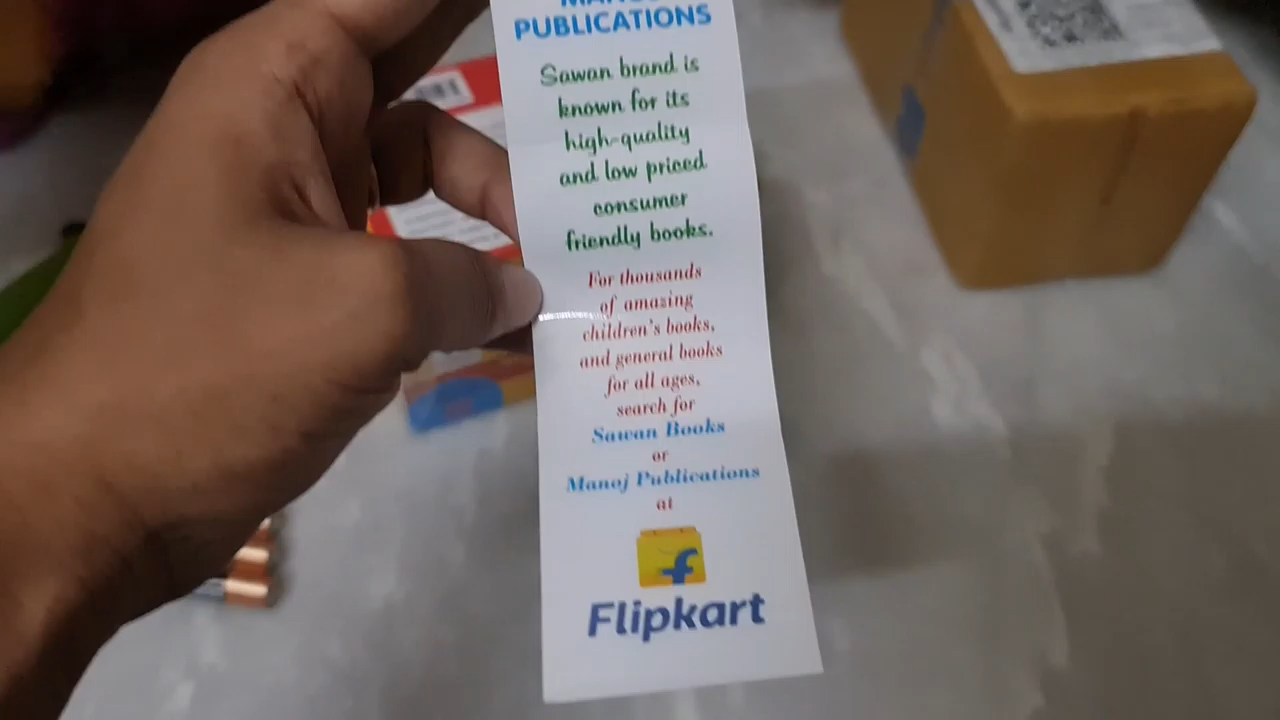 PUBLICATIONS
Sawan brand is
known for its
high-quality
and low priced
consumer
friendly books.
For thousands
of amazing
children's books,
and general books
for all ages,
search for
Sawan Books
or
Manoj Publications
at
f
Flipkart